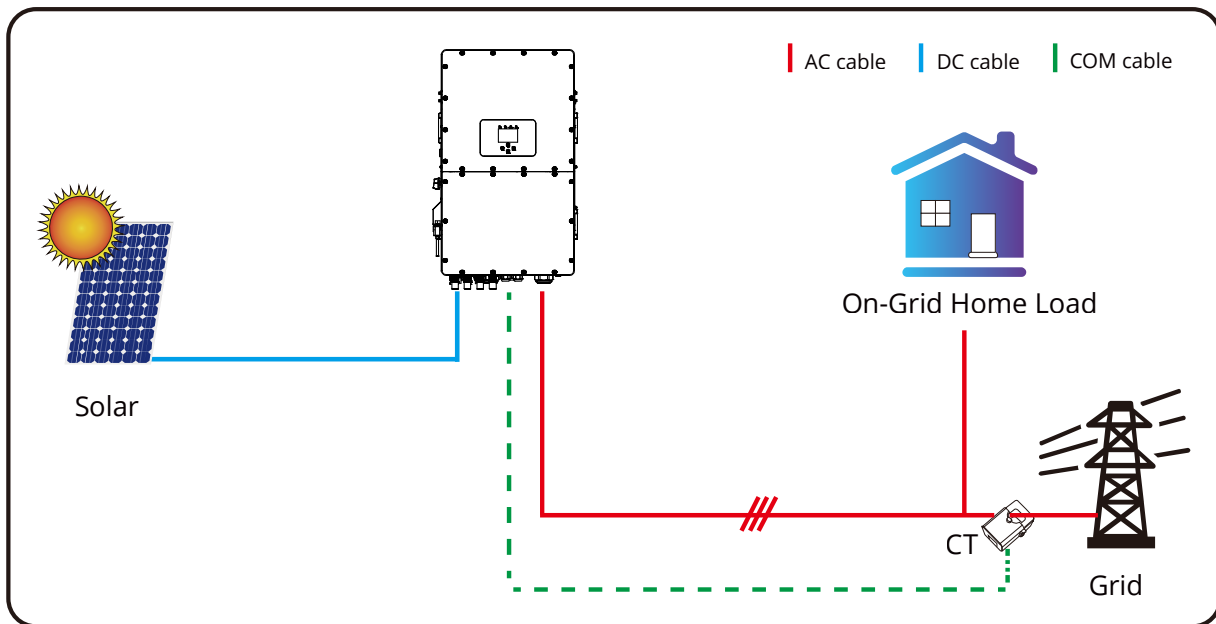 AC cable
DC cable
COM cable
On-Grid Home Load
Solar
CT
Grid